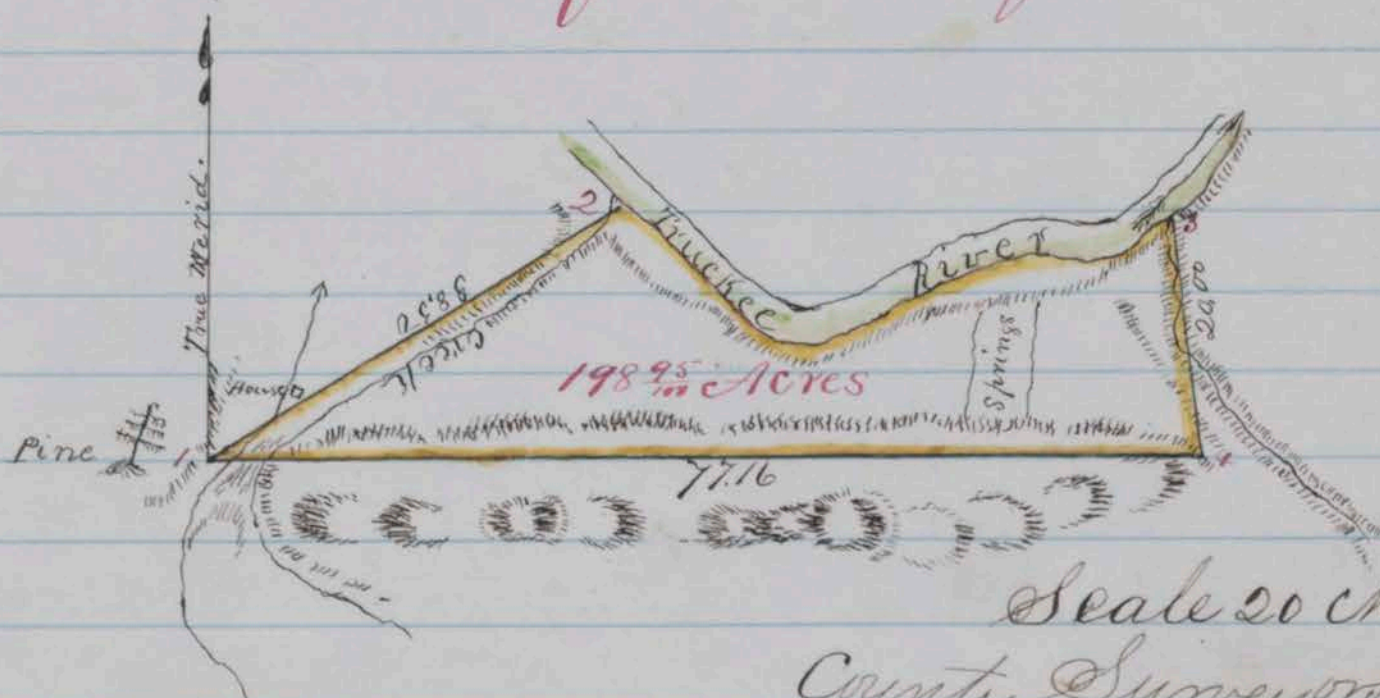 True Merid.
2
Truckee
River
3
20.00
38,50
Creek
House
Springs
198 95/100 Acres
Pine
1
4
77.16
Scale 20 Ch
County Surveyor